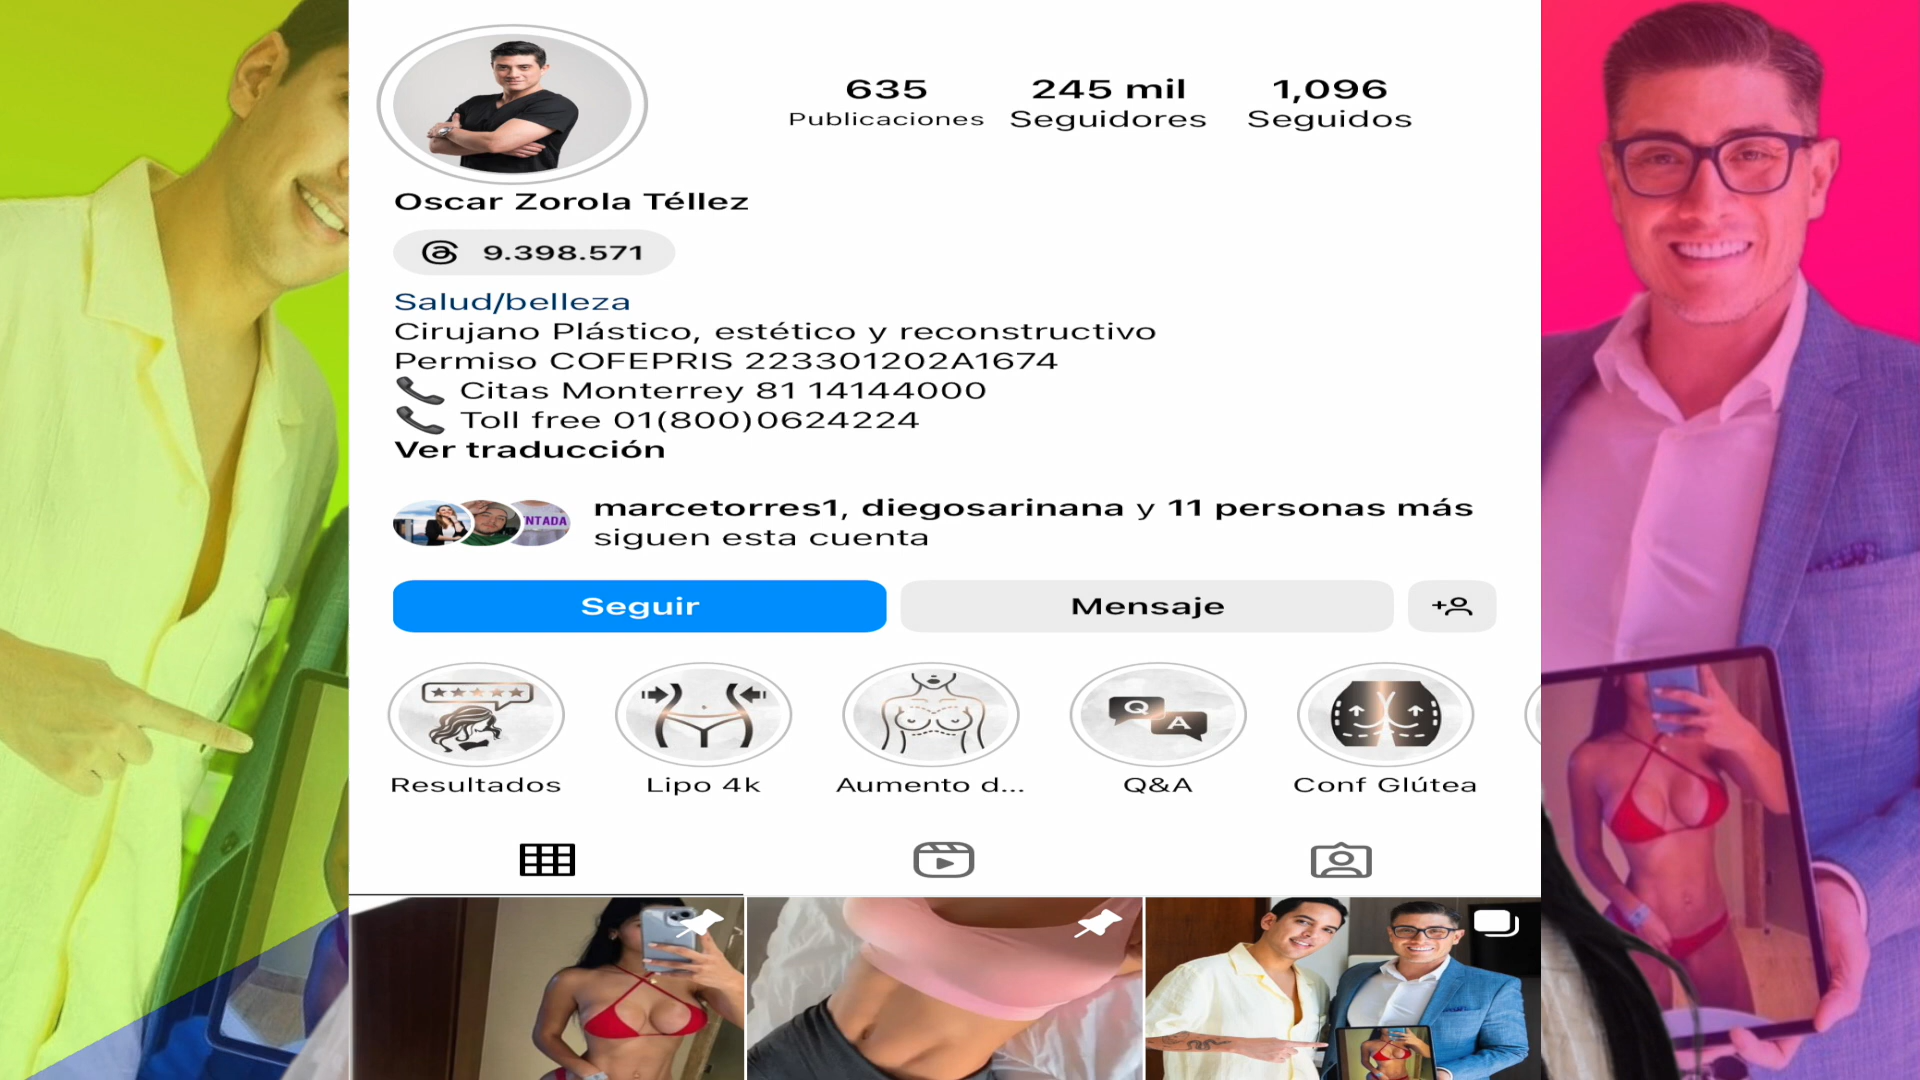 635
245 mil
1,096
Publicaciones
Seguidores
Seguidos
Oscar Zorola Téllez
9.398.571
Salud/belleza
Cirujano Plástico, estético y reconstructivo
Permiso COFEPRIS 223301202A1674
Citas Monterrey 81 14144000
Toll free 01(800)0624224
Ver traducción
NTADA
marcetorres1, diegosarinana y 11 personas más
siguen esta cuenta
Seguir
Mensaje
Q
A
Resultados
Lipo 4k
Aumento d...
Q&A
Conf Glútea